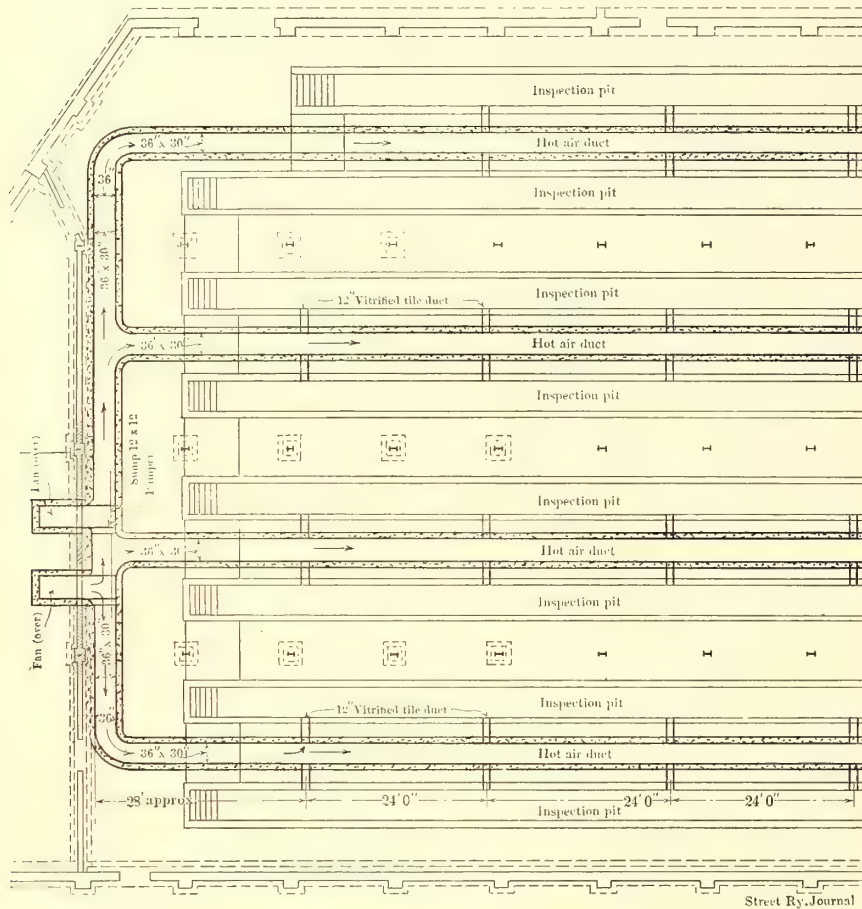 Inspection pit
36" x 30"
Hot air duct
36"
Inspection pit
36" x 30"
Inspection pit
12" Vitrified tile duct
36" x 30"
Hot air duct
Inspection pit
Sump 12 x 12
Fan (over)
Inspection pit
36" x 30
Hot air duct
Inspection pit
Fan (over)
36" x 30
Inspection pit
36"
12" Vitrified tile duct
36" x 30"
Hot air duct
28' approx.
24'0"
24'0"
24'0"
Inspection pit
Street Ry. Journal